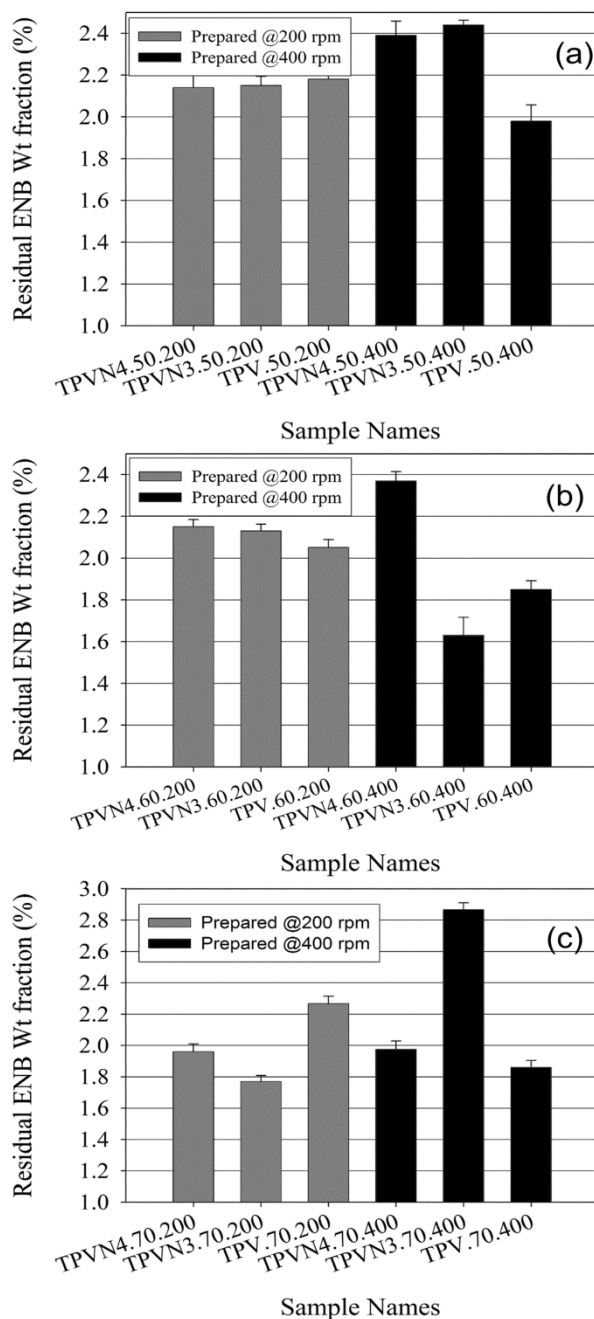 Residual ENB Wt fraction (%)
2.4
2.2
2.0
1.8
1.6
1.4
1.2
1.0
Prepared @200 rpm
Prepared @400 rpm
(a)
TPVN4.50.200
TPVN3.50.200
TPV.50.200
TPVN4.50.400
TPVN3.50.400
TPV.50.400
Sample Names
Residual ENB Wt fraction (%)
2.4
2.2
2.0
1.8
1.6
1.4
1.2
1.0
Prepared @200 rpm
Prepared @400 rpm
(b)
TPVN4.60.200
TPVN3.60.200
TPV.60.200
TPVN4.60.400
TPVN3.60.400
TPV.60.400
Sample Names
Residual ENB Wt fraction (%)
3.0
2.8
2.6
2.4
2.2
2.0
1.8
1.6
1.4
1.2
1.0
Prepared @200 rpm
Prepared @400 rpm
(c)
TPVN4.70.200
TPVN3.70.200
TPV.70.200
TPVN4.70.400
TPVN3.70.400
TPV.70.400
Sample Names